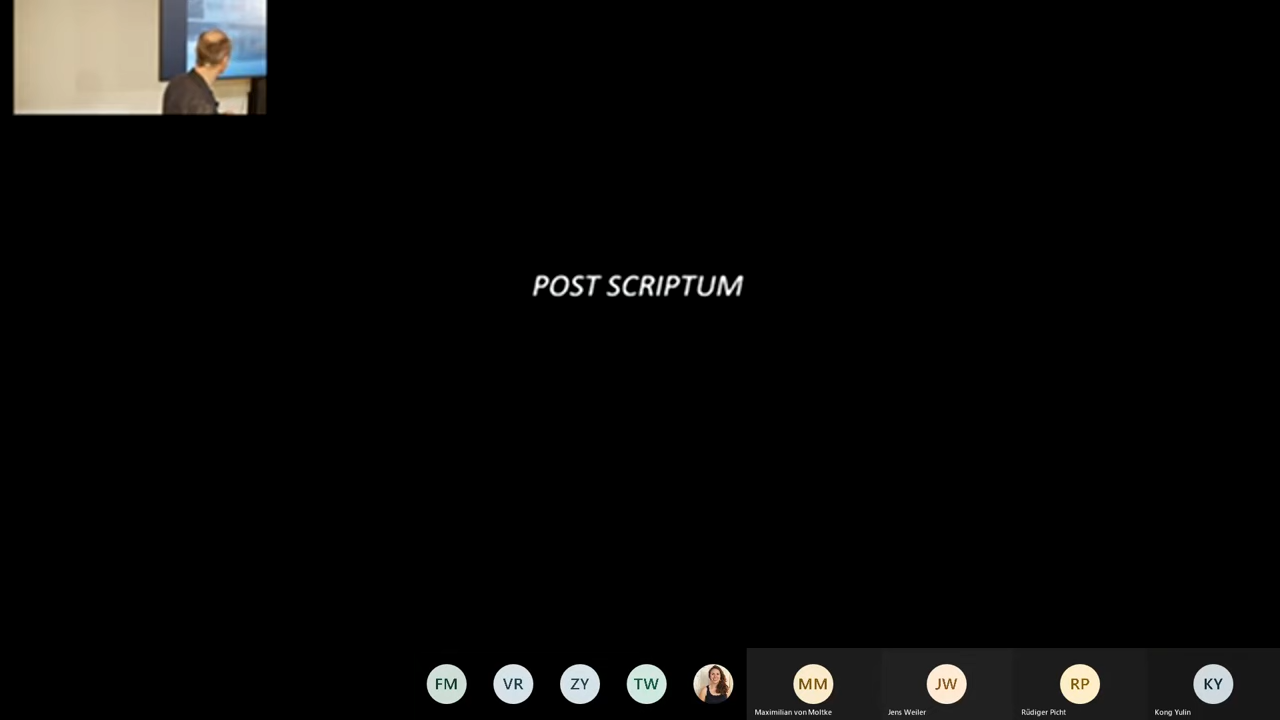 POST SCRIPTUM
FM
VR
ZY
TW
MM
JW
RP
KY
Maximilian von Moltke
Jens Weiler
Rüdiger Picht
Kong Yulin